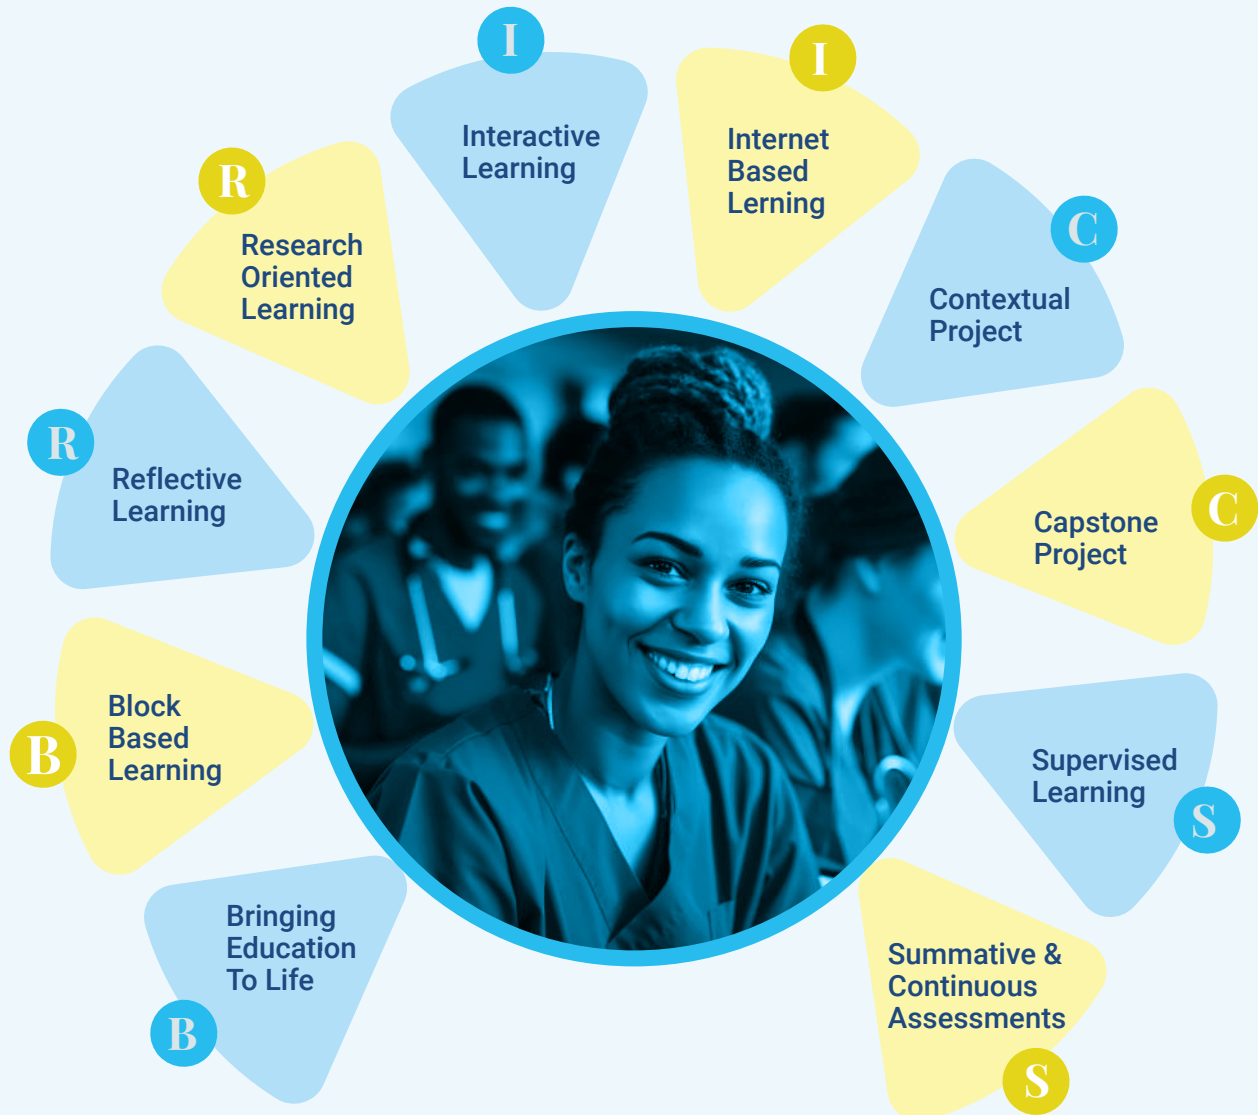 B
Bringing
Education
To Life
B
Block
Based
Learning
R
Reflective
Learning
R
Research
Oriented
Learning
I
Interactive
Learning
I
Internet
Based
Lerning
C
Contextual
Project
C
Capstone
Project
S
Supervised
Learning
S
Summative &
Continuous
Assessments